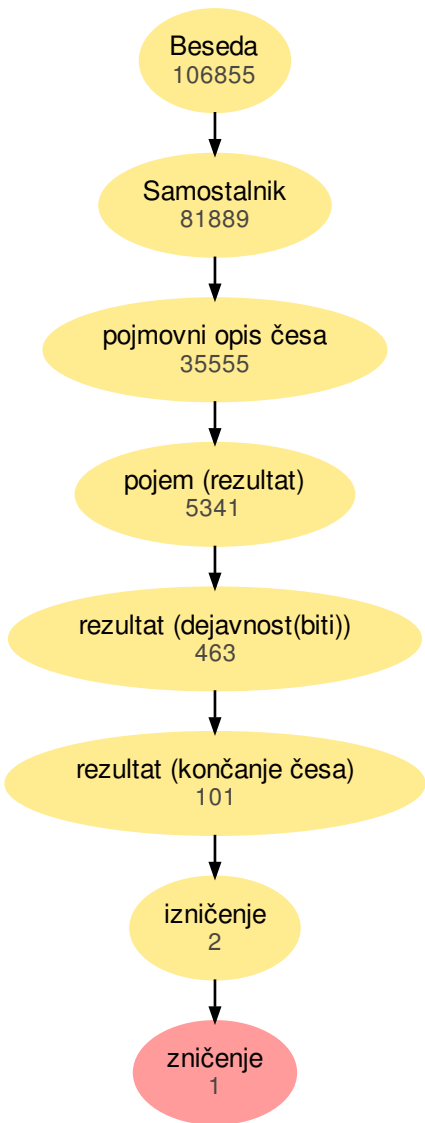 Beseda
106855
Samostalnik
81889
pojmovni opis česa
35555
pojem (rezultat)
5341
rezultat (dejavnost(biti))
463
rezultat (končanje česa)
101
izničenje
2
zničenje
1